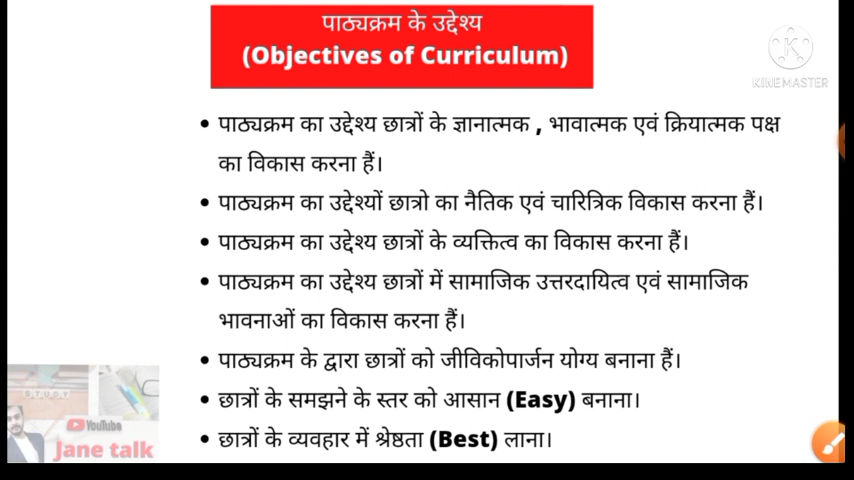 पाठ्यक्रम के उद्देश्य
(Objectives of Curriculum)
KINEMASTER
• पाठ्यक्रम का उद्देश्य छात्रों के ज्ञानात्मक , भावात्मक एवं क्रियात्मक पक्ष
का विकास करना हैं।
• पाठ्यक्रम का उद्देश्यों छात्रो का नैतिक एवं चारित्रिक विकास करना हैं।
• पाठ्यक्रम का उद्देश्य छात्रों के व्यक्तित्व का विकास करना हैं।
• पाठ्यक्रम का उद्देश्य छात्रों में सामाजिक उत्तरदायित्व एवं सामाजिक
भावनाओं का विकास करना हैं।
• पाठ्यक्रम के द्वारा छात्रों को जीविकोपार्जन योग्य बनाना हैं।
• छात्रों के समझने के स्तर को आसान (Easy) बनाना।
• छात्रों के व्यवहार में श्रेष्ठता (Best) लाना।
STUDY
YouTube
Jane talk